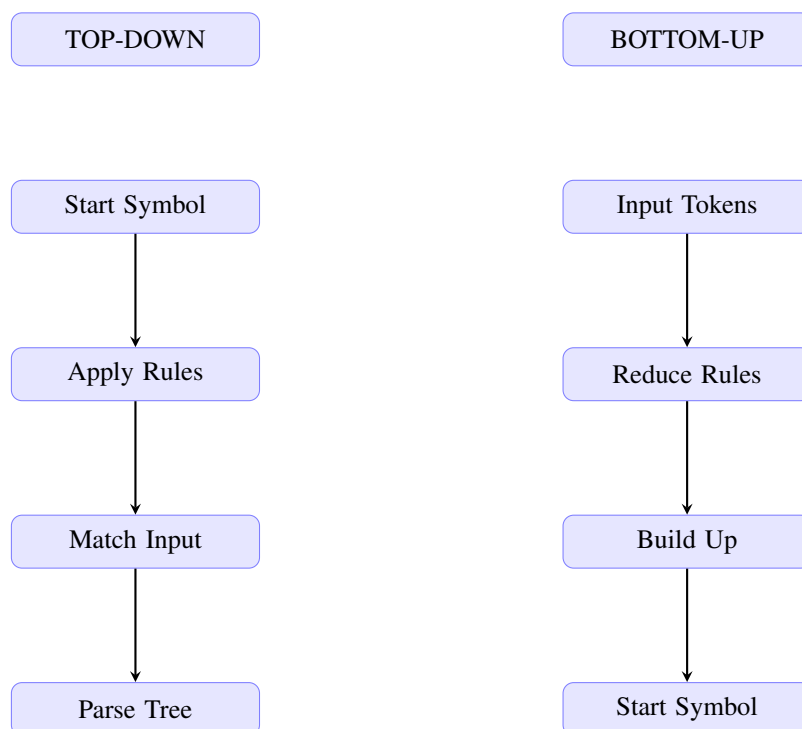 TOP-DOWN
BOTTOM-UP
Start Symbol
Input Tokens
Apply Rules
Reduce Rules
Match Input
Build Up
Parse Tree
Start Symbol